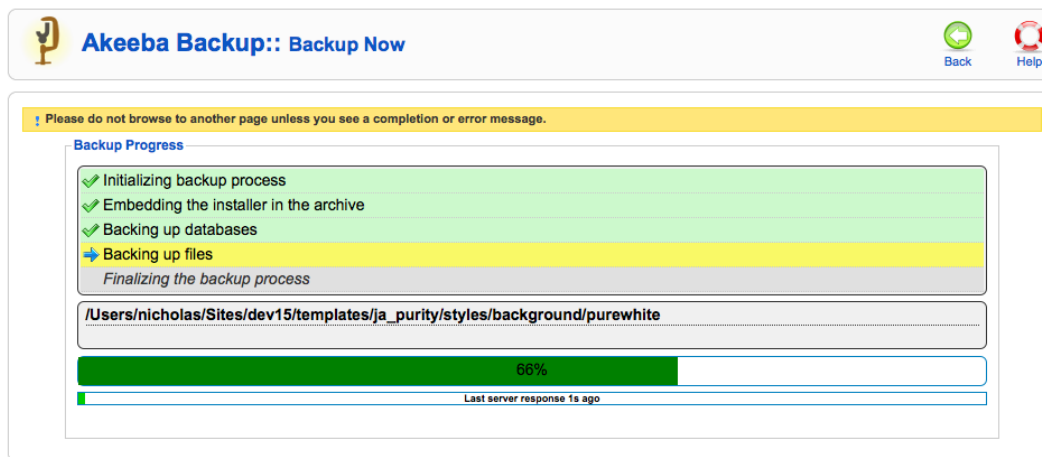 Akeeba Backup:: Backup Now
Back
Help
! Please do not browse to another page unless you see a completion or error message.
Backup Progress
Initializing backup process
Embedding the installer in the archive
Backing up databases
Backing up files
Finalizing the backup process
/Users/nicholas/Sites/dev15/templates/ja_purity/styles/background/purewhite
66%
Last server response 1s ago